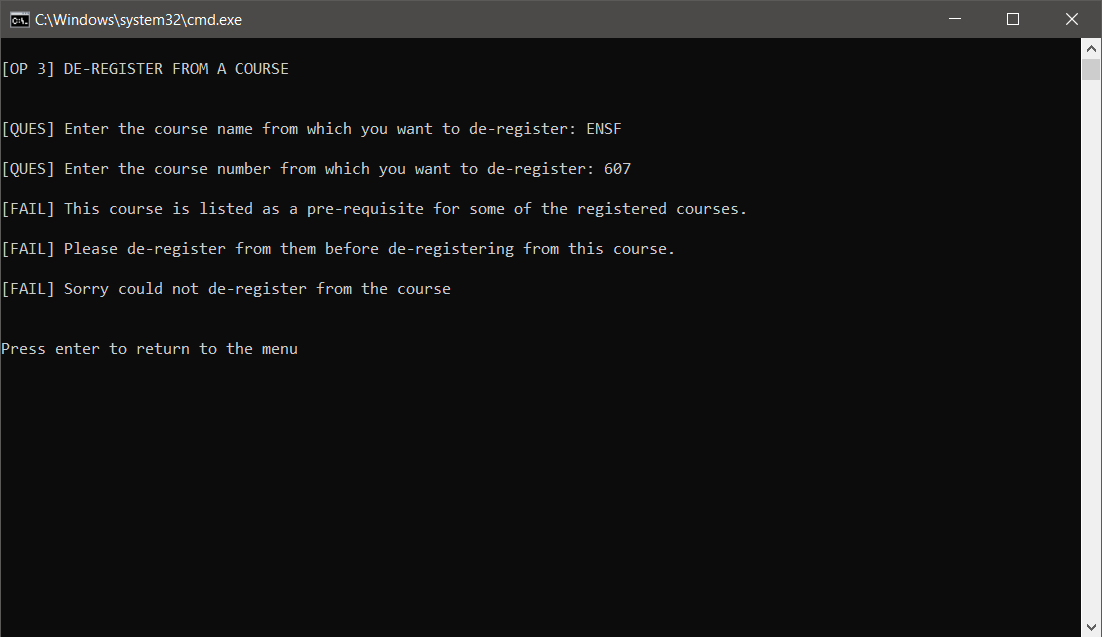 C:\Windows\system32\cmd.exe
[OP 3] DE-REGISTER FROM A COURSE
[QUES] Enter the course name from which you want to de-register: ENSF
[QUES] Enter the course number from which you want to de-register: 607
[FAIL] This course is listed as a pre-requisite for some of the registered courses.
[FAIL] Please de-register from them before de-registering from this course.
[FAIL] Sorry could not de-register from the course
Press enter to return to the menu